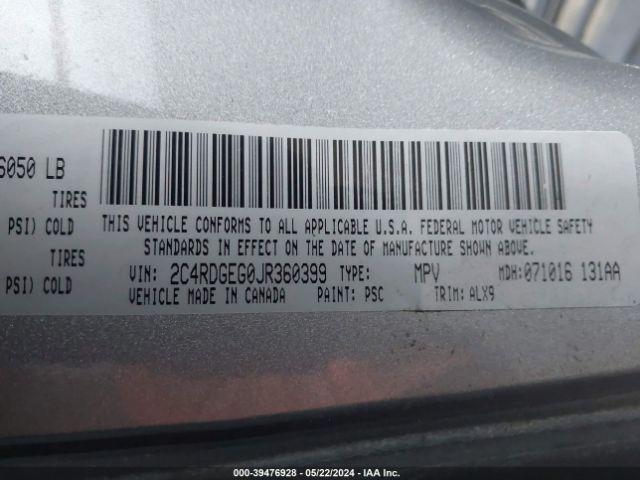 6050 LB
TIRES
PSI) COLD
TIRES
PSI) COLD
THIS VEHICLE CONFORMS TO ALL APPLICABLE U.S.A. FEDERAL MOTOR VEHICLE SAFETY
STANDARDS IN EFFECT ON THE DATE OF MANUFACTURE SHOWN ABOVE.
VIN: 2C4RDGEG0JR360399 TYPE: MPV MDH:071016 131AA
VEHICLE MADE IN CANADA PAINT: PSC TRIM: ALX9
000-39476928 - 05/22/2024 - IAA Inc.